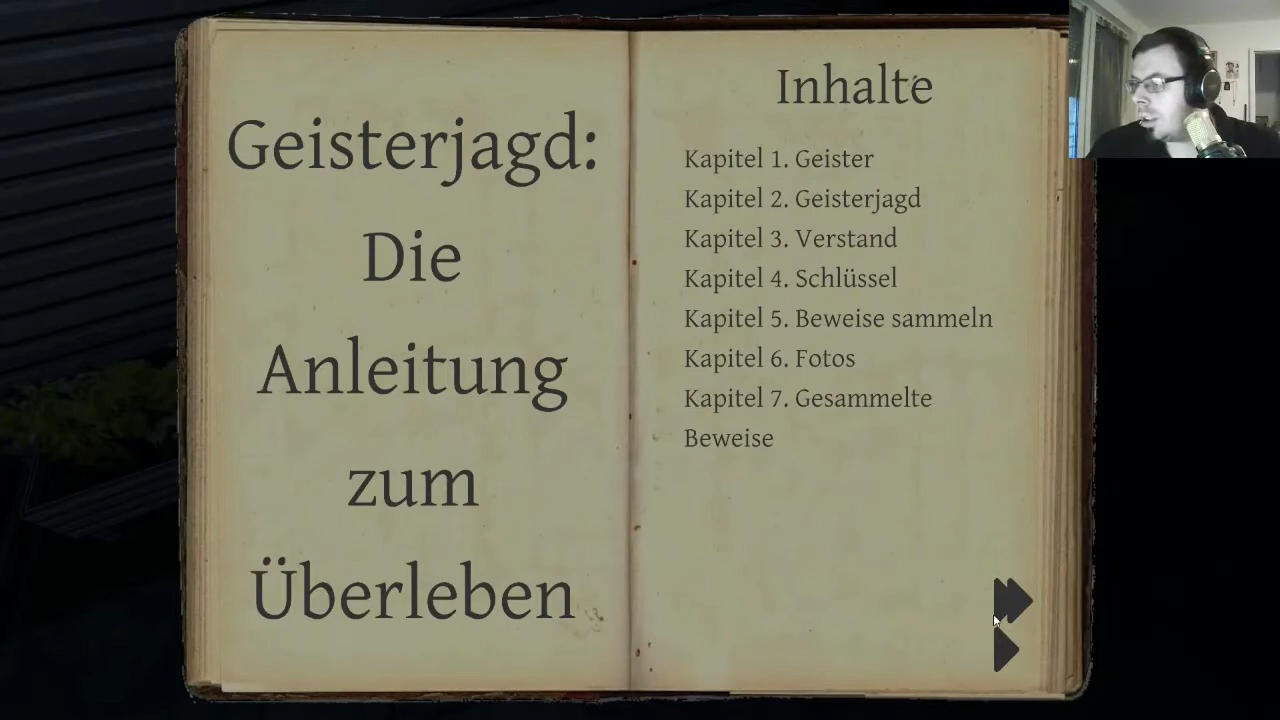 Geisterjagd:
Die
Anleitung
zum
Überleben
Inhalte
Kapitel 1. Geister
Kapitel 2. Geisterjagd
Kapitel 3. Verstand
Kapitel 4. Schlüssel
Kapitel 5. Beweise sammeln
Kapitel 6. Fotos
Kapitel 7. Gesammelte
Beweise